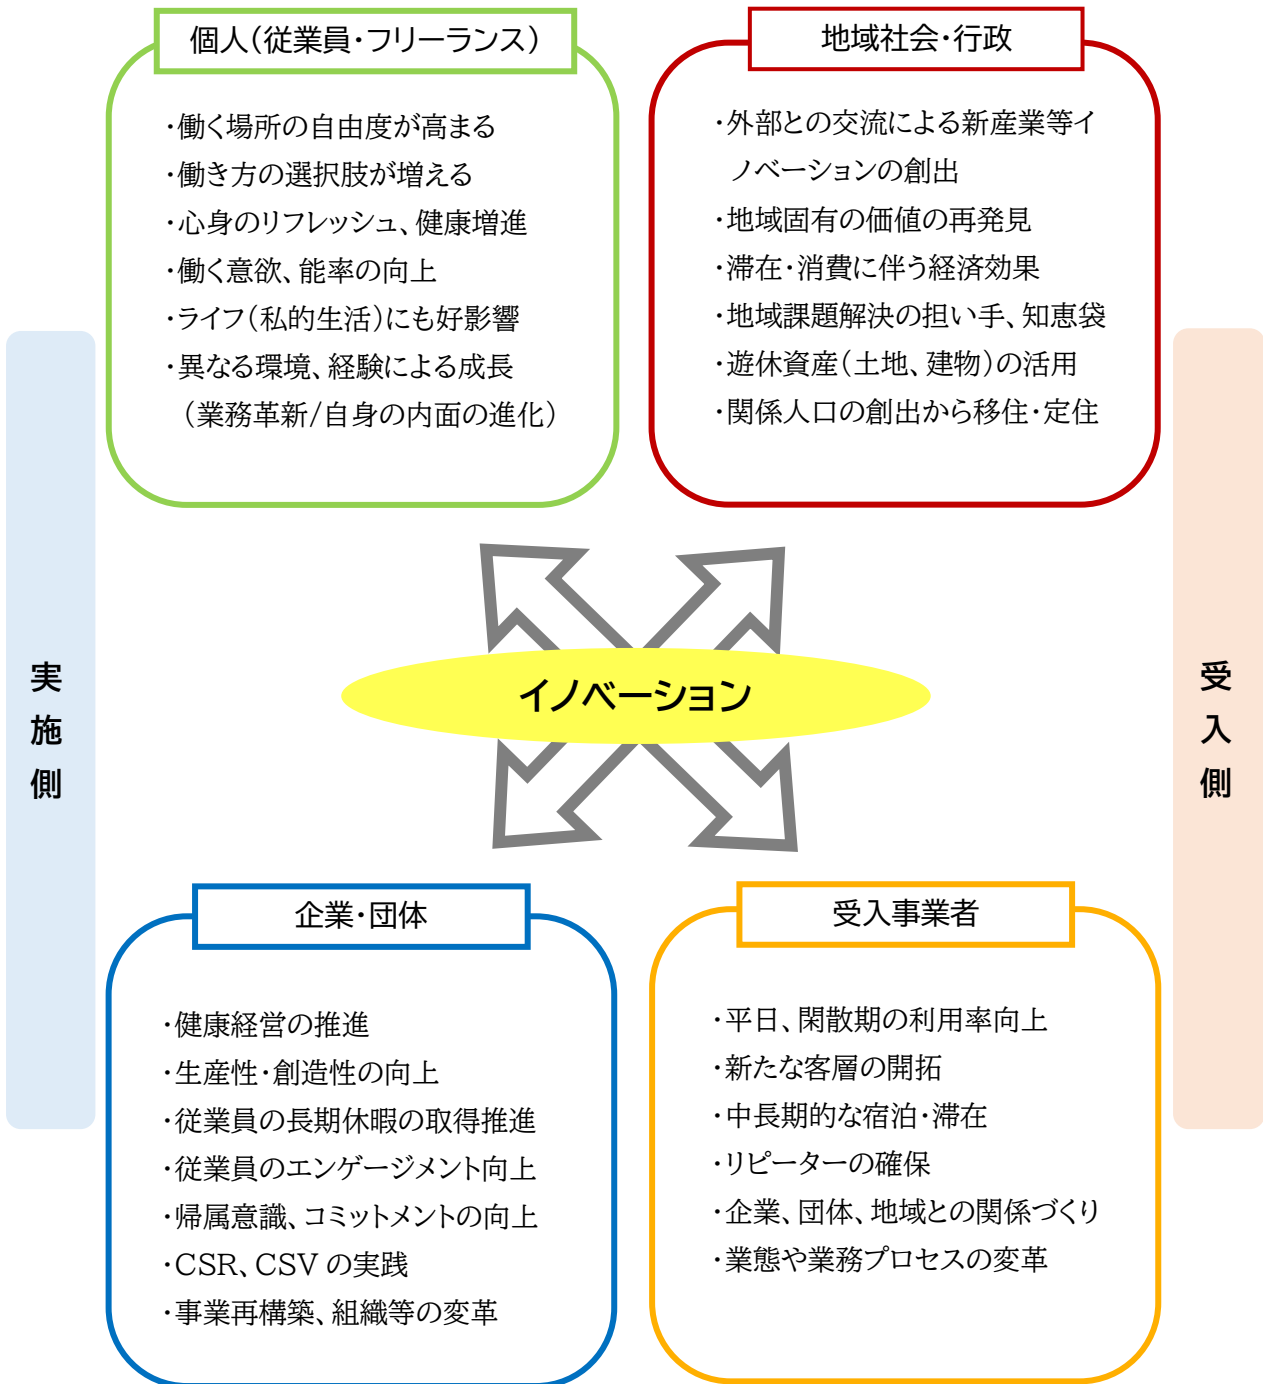 個人(従業員・フリーランス)
・働く場所の自由度が高まる
・働き方の選択肢が増える
・心身のリフレッシュ、健康増進
・働く意欲、能率の向上
・ライフ(私的生活)にも好影響
・異なる環境、経験による成長
(業務革新/自身の内面の進化)
地域社会・行政
・外部との交流による新産業等イ
ノベーションの創出
・地域固有の価値の再発見
・滞在・消費に伴う経済効果
・地域課題解決の担い手、知恵袋
・遊休資産(土地、建物)の活用
・関係人口の創出から移住・定住
実施側
イノベーション
受入側
企業・団体
・健康経営の推進
・生産性・創造性の向上
・従業員の長期休暇の取得推進
・従業員のエンゲージメント向上
・帰属意識、コミットメントの向上
・CSR、CSV の実践
・事業再構築、組織等の変革
受入事業者
・平日、閑散期の利用率向上
・新たな客層の開拓
・中長期的な宿泊・滞在
・リピーターの確保
・企業、団体、地域との関係づくり
・業態や業務プロセスの変革